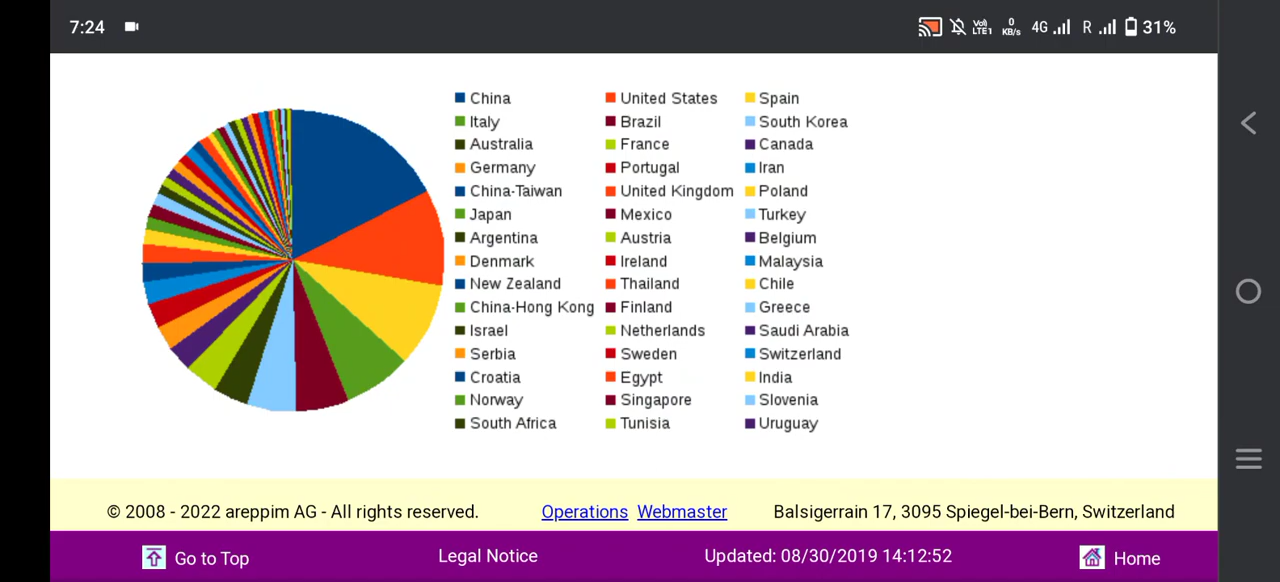 7:24 Vo) LTE1 0 KB/s 4G R 31%
China United States Spain
Italy Brazil South Korea
Australia France Canada
Germany Portugal Iran
China-Taiwan United Kingdom Poland
Japan Mexico Turkey
Argentina Austria Belgium
Denmark Ireland Malaysia
New Zealand Thailand Chile
China-Hong Kong Finland Greece
Israel Netherlands Saudi Arabia
Serbia Sweden Switzerland
Croatia Egypt India
Norway Singapore Slovenia
South Africa Tunisia Uruguay
© 2008 - 2022 areppim AG - All rights reserved. Operations Webmaster Balsigerrain 17, 3095 Spiegel-bei-Bern, Switzerland
Go to Top Legal Notice Updated: 08/30/2019 14:12:52 Home